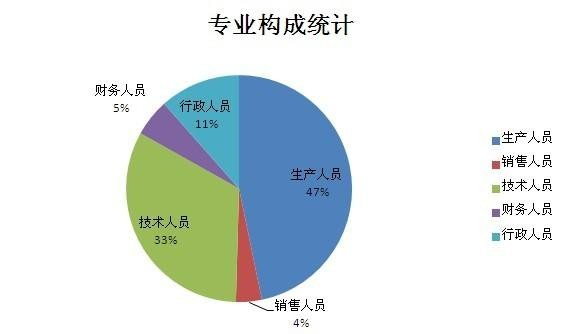 专业构成统计
财务人员
5%
行政人员
11%
生产人员
47%
技术人员
33%
销售人员
4%
生产人员
销售人员
技术人员
财务人员
行政人员